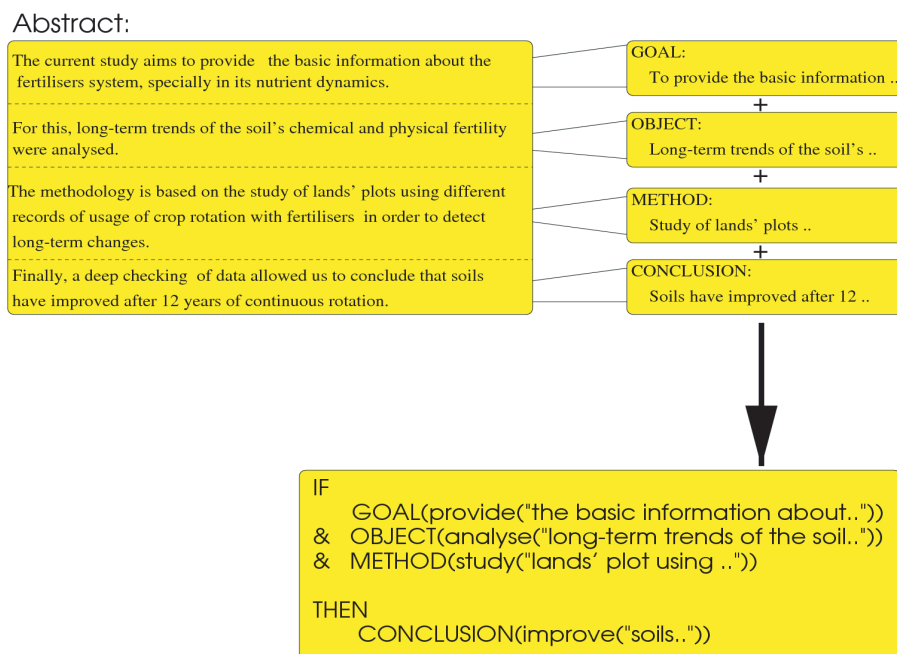 Abstract:
The current study aims to provide the basic information about the
fertilisers system, specially in its nutrient dynamics.
For this, long-term trends of the soil's chemical and physical fertility
were analysed.
The methodology is based on the study of lands' plots using different
records of usage of crop rotation with fertilisers in order to detect
long-term changes.
Finally, a deep checking of data allowed us to conclude that soils
have improved after 12 years of continuous rotation.
GOAL:
To provide the basic information ..
+
OBJECT:
Long-term trends of the soil's ..
+
METHOD:
Study of lands' plots ..
+
CONCLUSION:
Soils have improved after 12 ..
IF
GOAL(provide("the basic information about.."))
& OBJECT(analyse("long-term trends of the soil.."))
& METHOD(study("lands' plot using .."))
THEN
CONCLUSION(improve("soils.."))